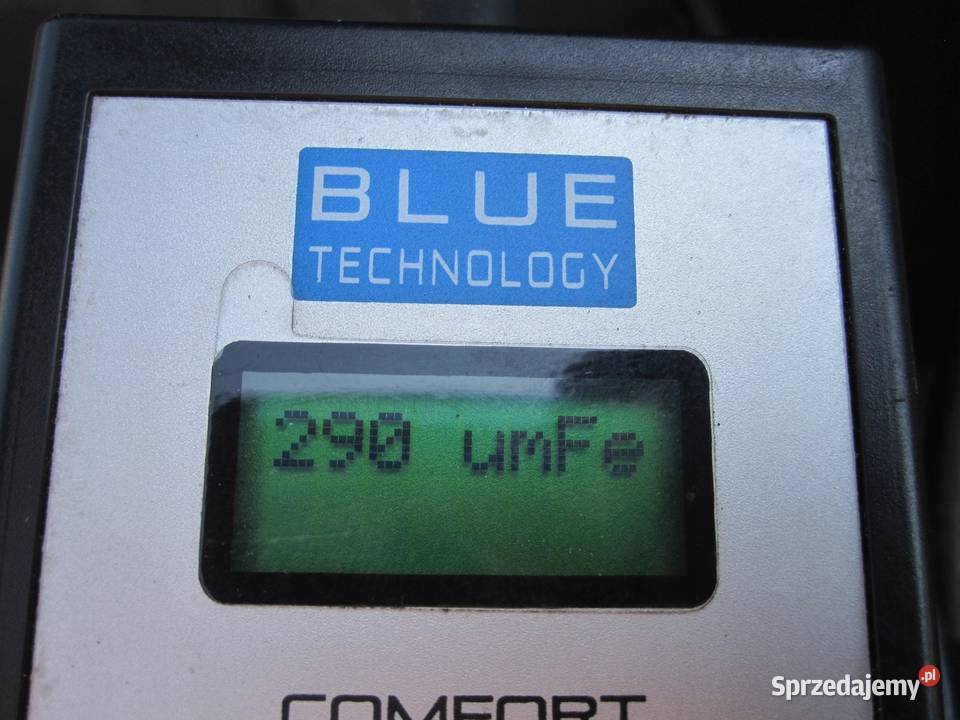 BLUE
TECHNOLOGY
290 umFe
COMFORT
Sprzedajemy.pl